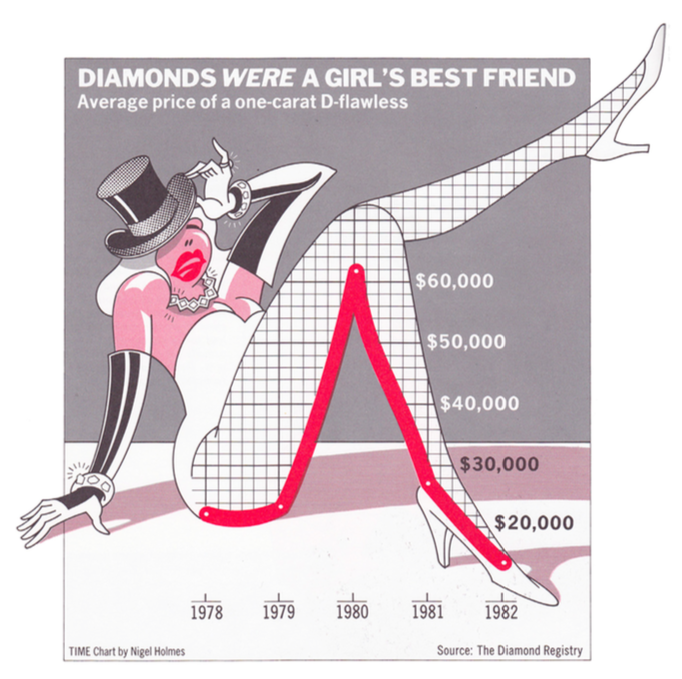 DIAMONDS WERE A GIRL'S BEST FRIEND
Average price of a one-carat D-flawless
$60,000
$50,000
$40,000
$30,000
$20,000
1978 1979 1980 1981 1982
TIME Chart by Nigel Holmes Source: The Diamond Registry